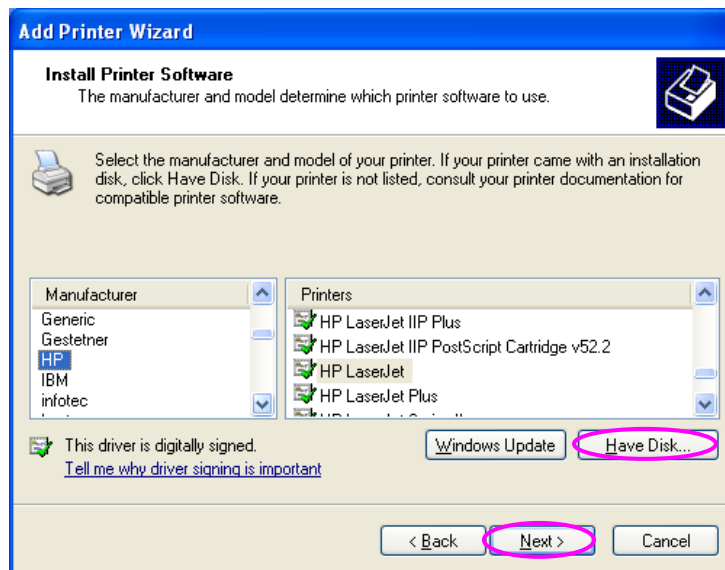 Add Printer Wizard
Install Printer Software
The manufacturer and model determine which printer software to use.
Select the manufacturer and model of your printer. If your printer came with an installation
disk, click Have Disk. If your printer is not listed, consult your printer documentation for
compatible printer software.
Manufacturer
Generic
Gestetner
HP
IBM
infotec
Printers
HP LaserJet IIP Plus
HP LaserJet IIP PostScript Cartridge v52.2
HP LaserJet
HP LaserJet Plus
This driver is digitally signed.
Tell me why driver signing is important
Windows Update
Have Disk...
< Back
Next >
Cancel